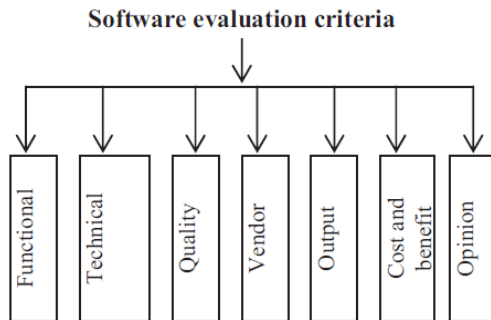 Software evaluation criteria
Functional
Technical
Quality
Vendor
Output
Cost and
benefit
Opinion